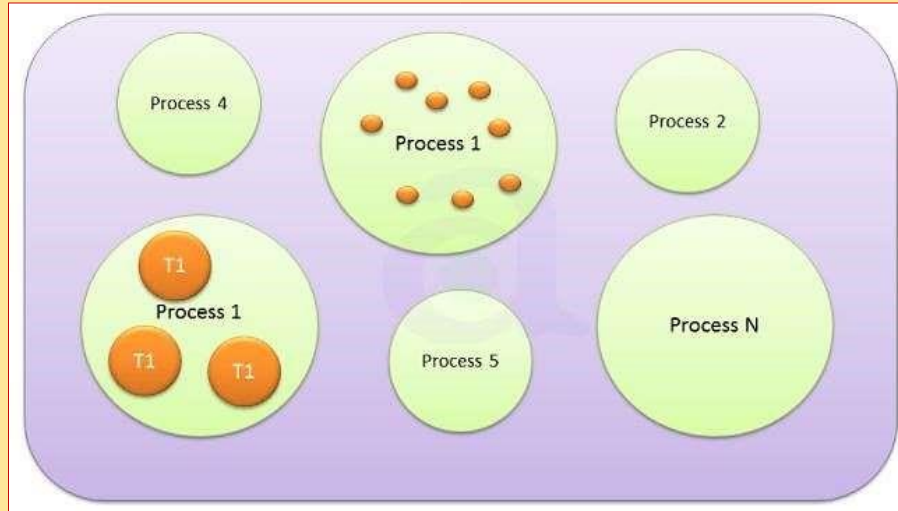 Process 4
Process 1
Process 2
T1
Process 1
T1
T1
Process 5
Process N